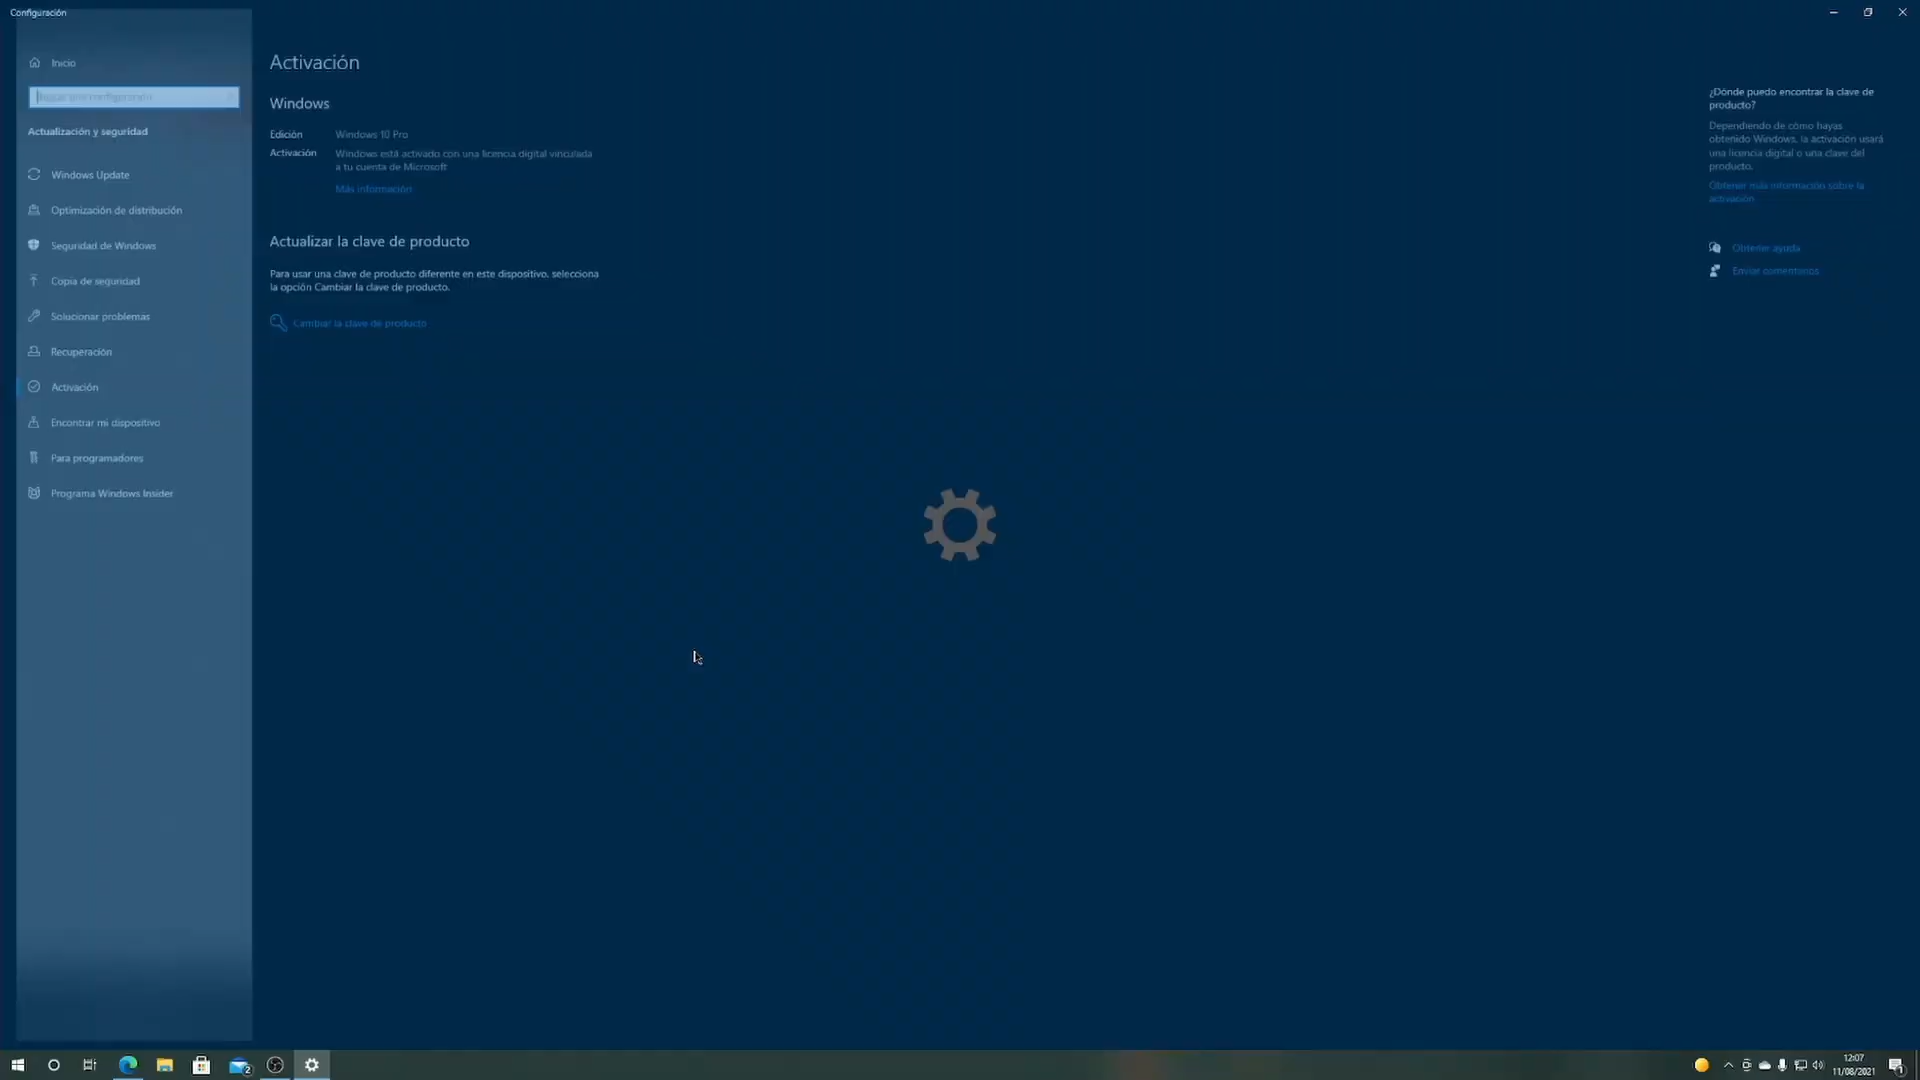 Configuración
Inicio
Buscar una configuración
Actualización y seguridad
Windows Update
Optimización de distribución
Seguridad de Windows
Copia de seguridad
Solucionar problemas
Recuperación
Activación
Encontrar mi dispositivo
Para programadores
Programa Windows Insider
Activación
Windows
Edición Windows 10 Pro
Activación Windows está activado con una licencia digital vinculada
a tu cuenta de Microsoft
Más información
Actualizar la clave de producto
Para usar una clave de producto diferente en este dispositivo, selecciona
la opción Cambiar la clave de producto.
Cambiar la clave de producto
¿Dónde puedo encontrar la clave de
producto?
Dependiendo de cómo hayas
obtenido Windows, la activación usará
una licencia digital o una clave del
producto.
Obtener más información sobre la
activación
Obtener ayuda
Enviar comentarios
2
12:07
11/08/2021
1